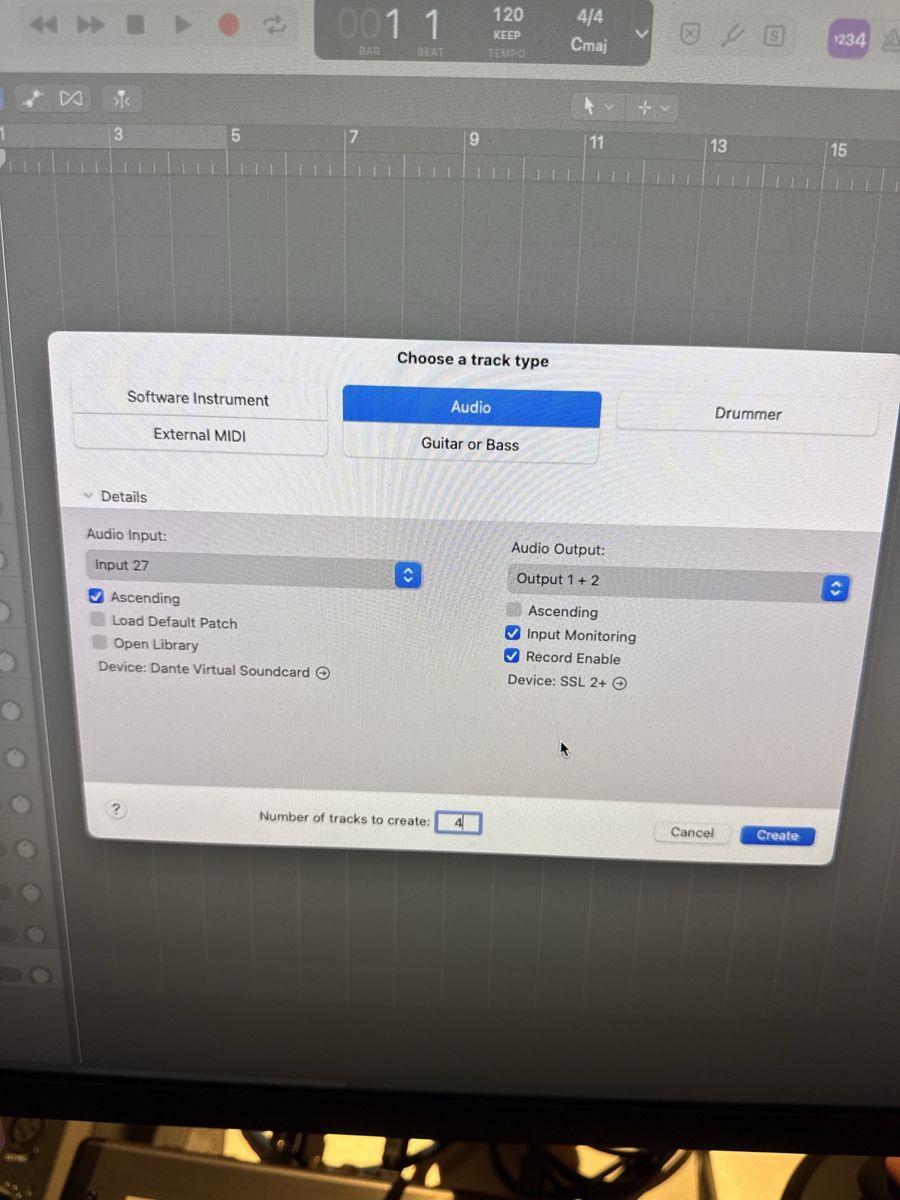 001 1
BAR
BEAT
120
KEEP
TEMPO
4/4
Cmaj
S
1234
1
3
5
7
9
11
13
15
Choose a track type
Software Instrument
External MIDI
Audio
Guitar or Bass
Drummer
Details
Audio Input:
Input 27
Ascending
Load Default Patch
Open Library
Device: Dante Virtual Soundcard
Audio Output:
Output 1 + 2
Ascending
Input Monitoring
Record Enable
Device: SSL 2+
?
Number of tracks to create: 4
Cancel
Create